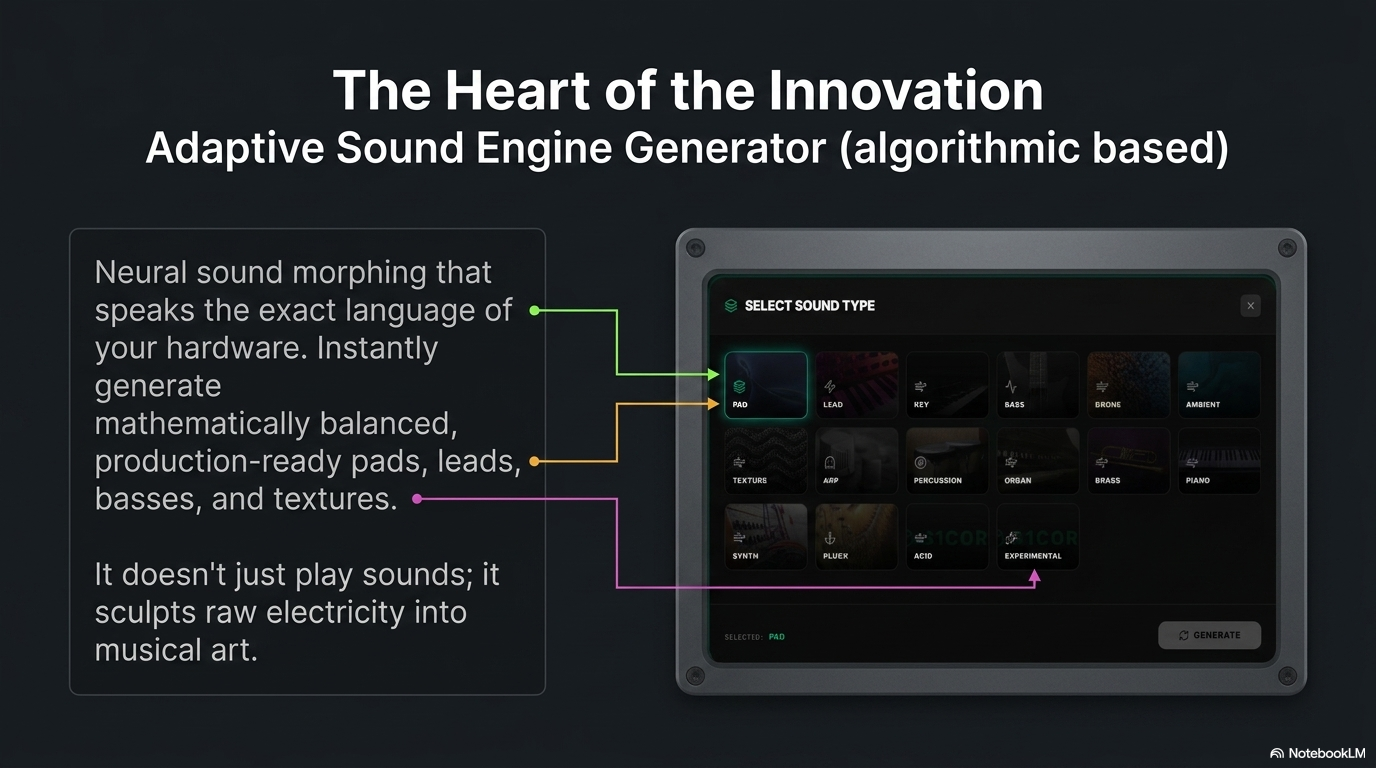 The Heart of the Innovation
Adaptive Sound Engine Generator (algorithmic based)
Neural sound morphing that
speaks the exact language of
your hardware. Instantly
generate
mathematically balanced,
production-ready pads, leads,
basses, and textures.
It doesn't just play sounds; it
sculpts raw electricity into
musical art.
SELECT SOUND TYPE
PAD
LEAD
KEY
BASS
BRONE
AMBIENT
TEXTURE
ARP
PERCUSSION
ORGAN
BRASS
PIANO
SYNTH
PLUEK
ACID
EXPERIMENTAL
SELECTED: PAD
GENERATE
NotebookLM